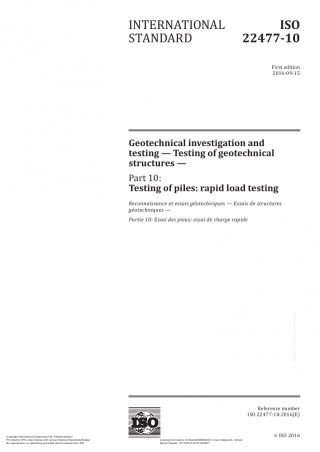 INTERNATIONAL
STANDARD
ISO
22477-10
First edition
2016-09-15
Geotechnical investigation and
testing — Testing of geotechnical
structures —
Part 10:
Testing of piles: rapid load testing
Reconnaissance et essais géotechniques — Essais de structures
géotechniques —
Partie 10: Essai des pieux: essai de charge rapide
Reference number
ISO 22477-10:2016(E)
ISO
© ISO 2016